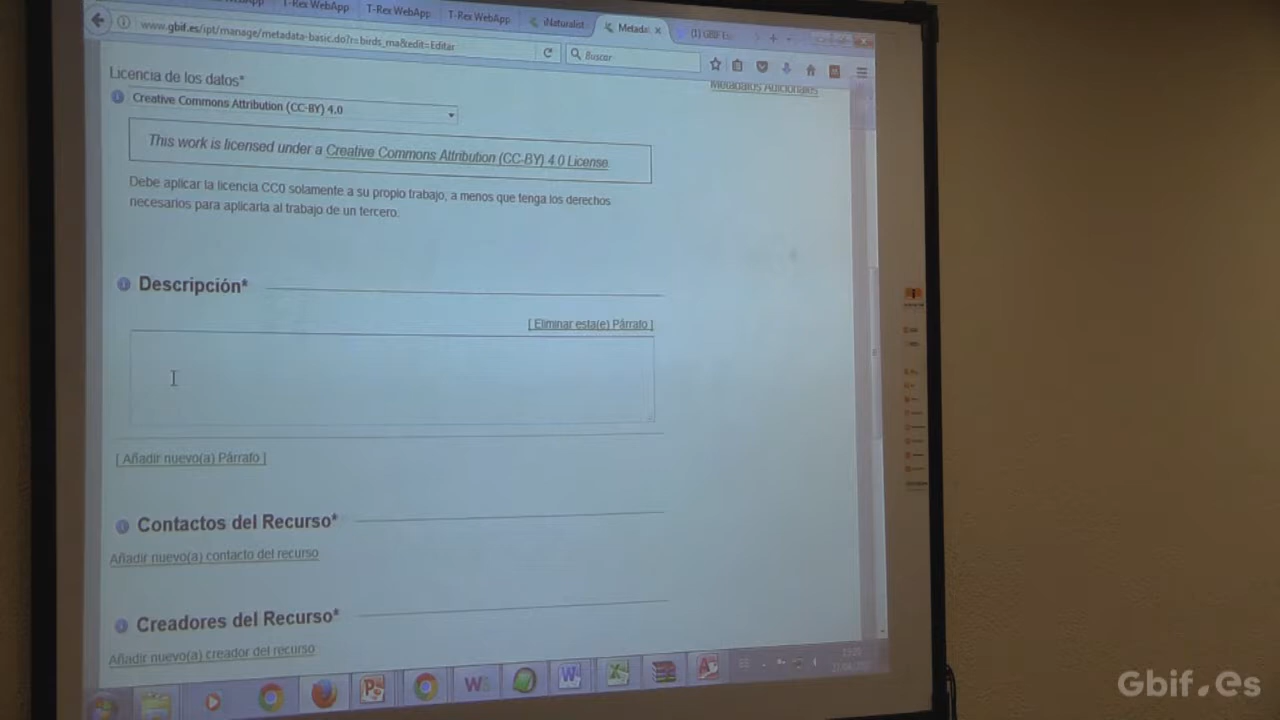 T-Rex WebApp
T-Rex WebApp
T-Rex WebApp
iNaturalist
Metada
(1) GBIF Es
www.gbif.es/ipt/manage/metadata-basic.do?r=birds_ma&edit=Editar
Buscar
Licencia de los datos*
Metadatos Adicionales
Creative Commons Attribution (CC-BY) 4.0
This work is licensed under a Creative Commons Attribution (CC-BY) 4.0 License
Debe aplicar la licencia CC0 solamente a su propio trabajo, a menos que tenga los derechos
necesarios para aplicarla al trabajo de un tercero.
Descripción*
[ Eliminar esta(e) Párrafo ]
[ Añadir nuevo(a) Párrafo ]
Contactos del Recurso*
Añadir nuevo(a) contacto del recurso
Creadores del Recurso*
Añadir nuevo(a) creador del recurso
Gbif.es